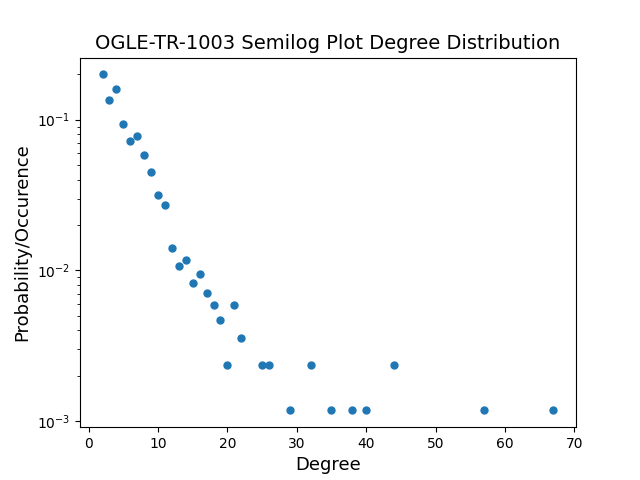 OGLE-TR-1003 Semilog Plot Degree Distribution
Probability/Occurence
10⁻¹
10⁻²
10⁻³
0 10 20 30 40 50 60 70
Degree